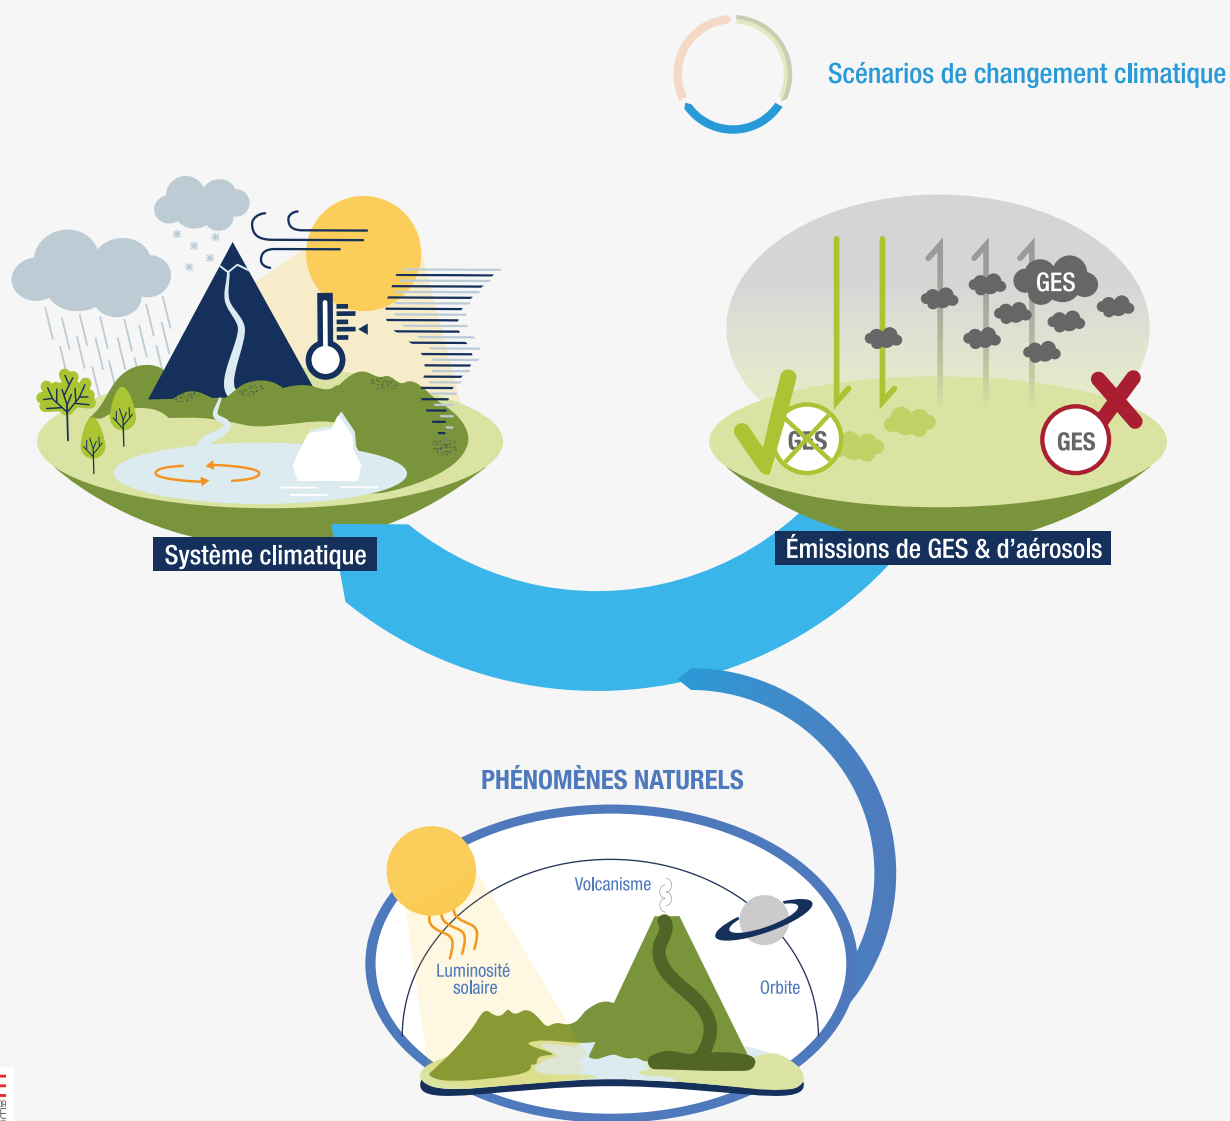 Scénarios de changement climatique
GES
GES
GES
Système climatique
Émissions de GES & d'aérosols
PHÉNOMÈNES NATURELS
Volcanisme
Luminosité
solaire
Orbite